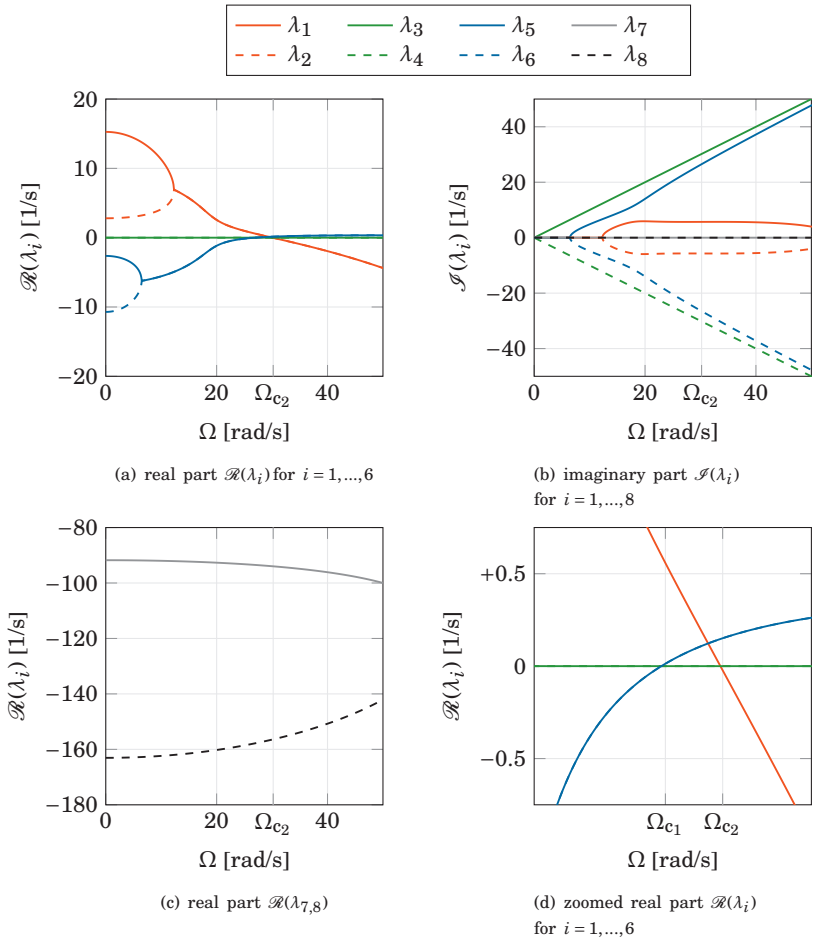 λ1 λ3 λ5 λ7
λ2 λ4 λ6 λ8
20
10
0
−10
−20
ℛ(λi) [1/s]
0 20 Ωc2 40
Ω [rad/s]
(a) real part ℛ(λi) for i = 1,...,6
40
20
0
−20
−40
ℐ(λi) [1/s]
0 20 Ωc2 40
Ω [rad/s]
(b) imaginary part ℐ(λi)
for i = 1,...,8
−80
−100
−120
−140
−160
−180
ℛ(λi) [1/s]
0 20 Ωc2 40
Ω [rad/s]
(c) real part ℛ(λ7,8)
+0.5
0
−0.5
ℛ(λi) [1/s]
Ωc1 Ωc2
Ω [rad/s]
(d) zoomed real part ℛ(λi)
for i = 1,...,6